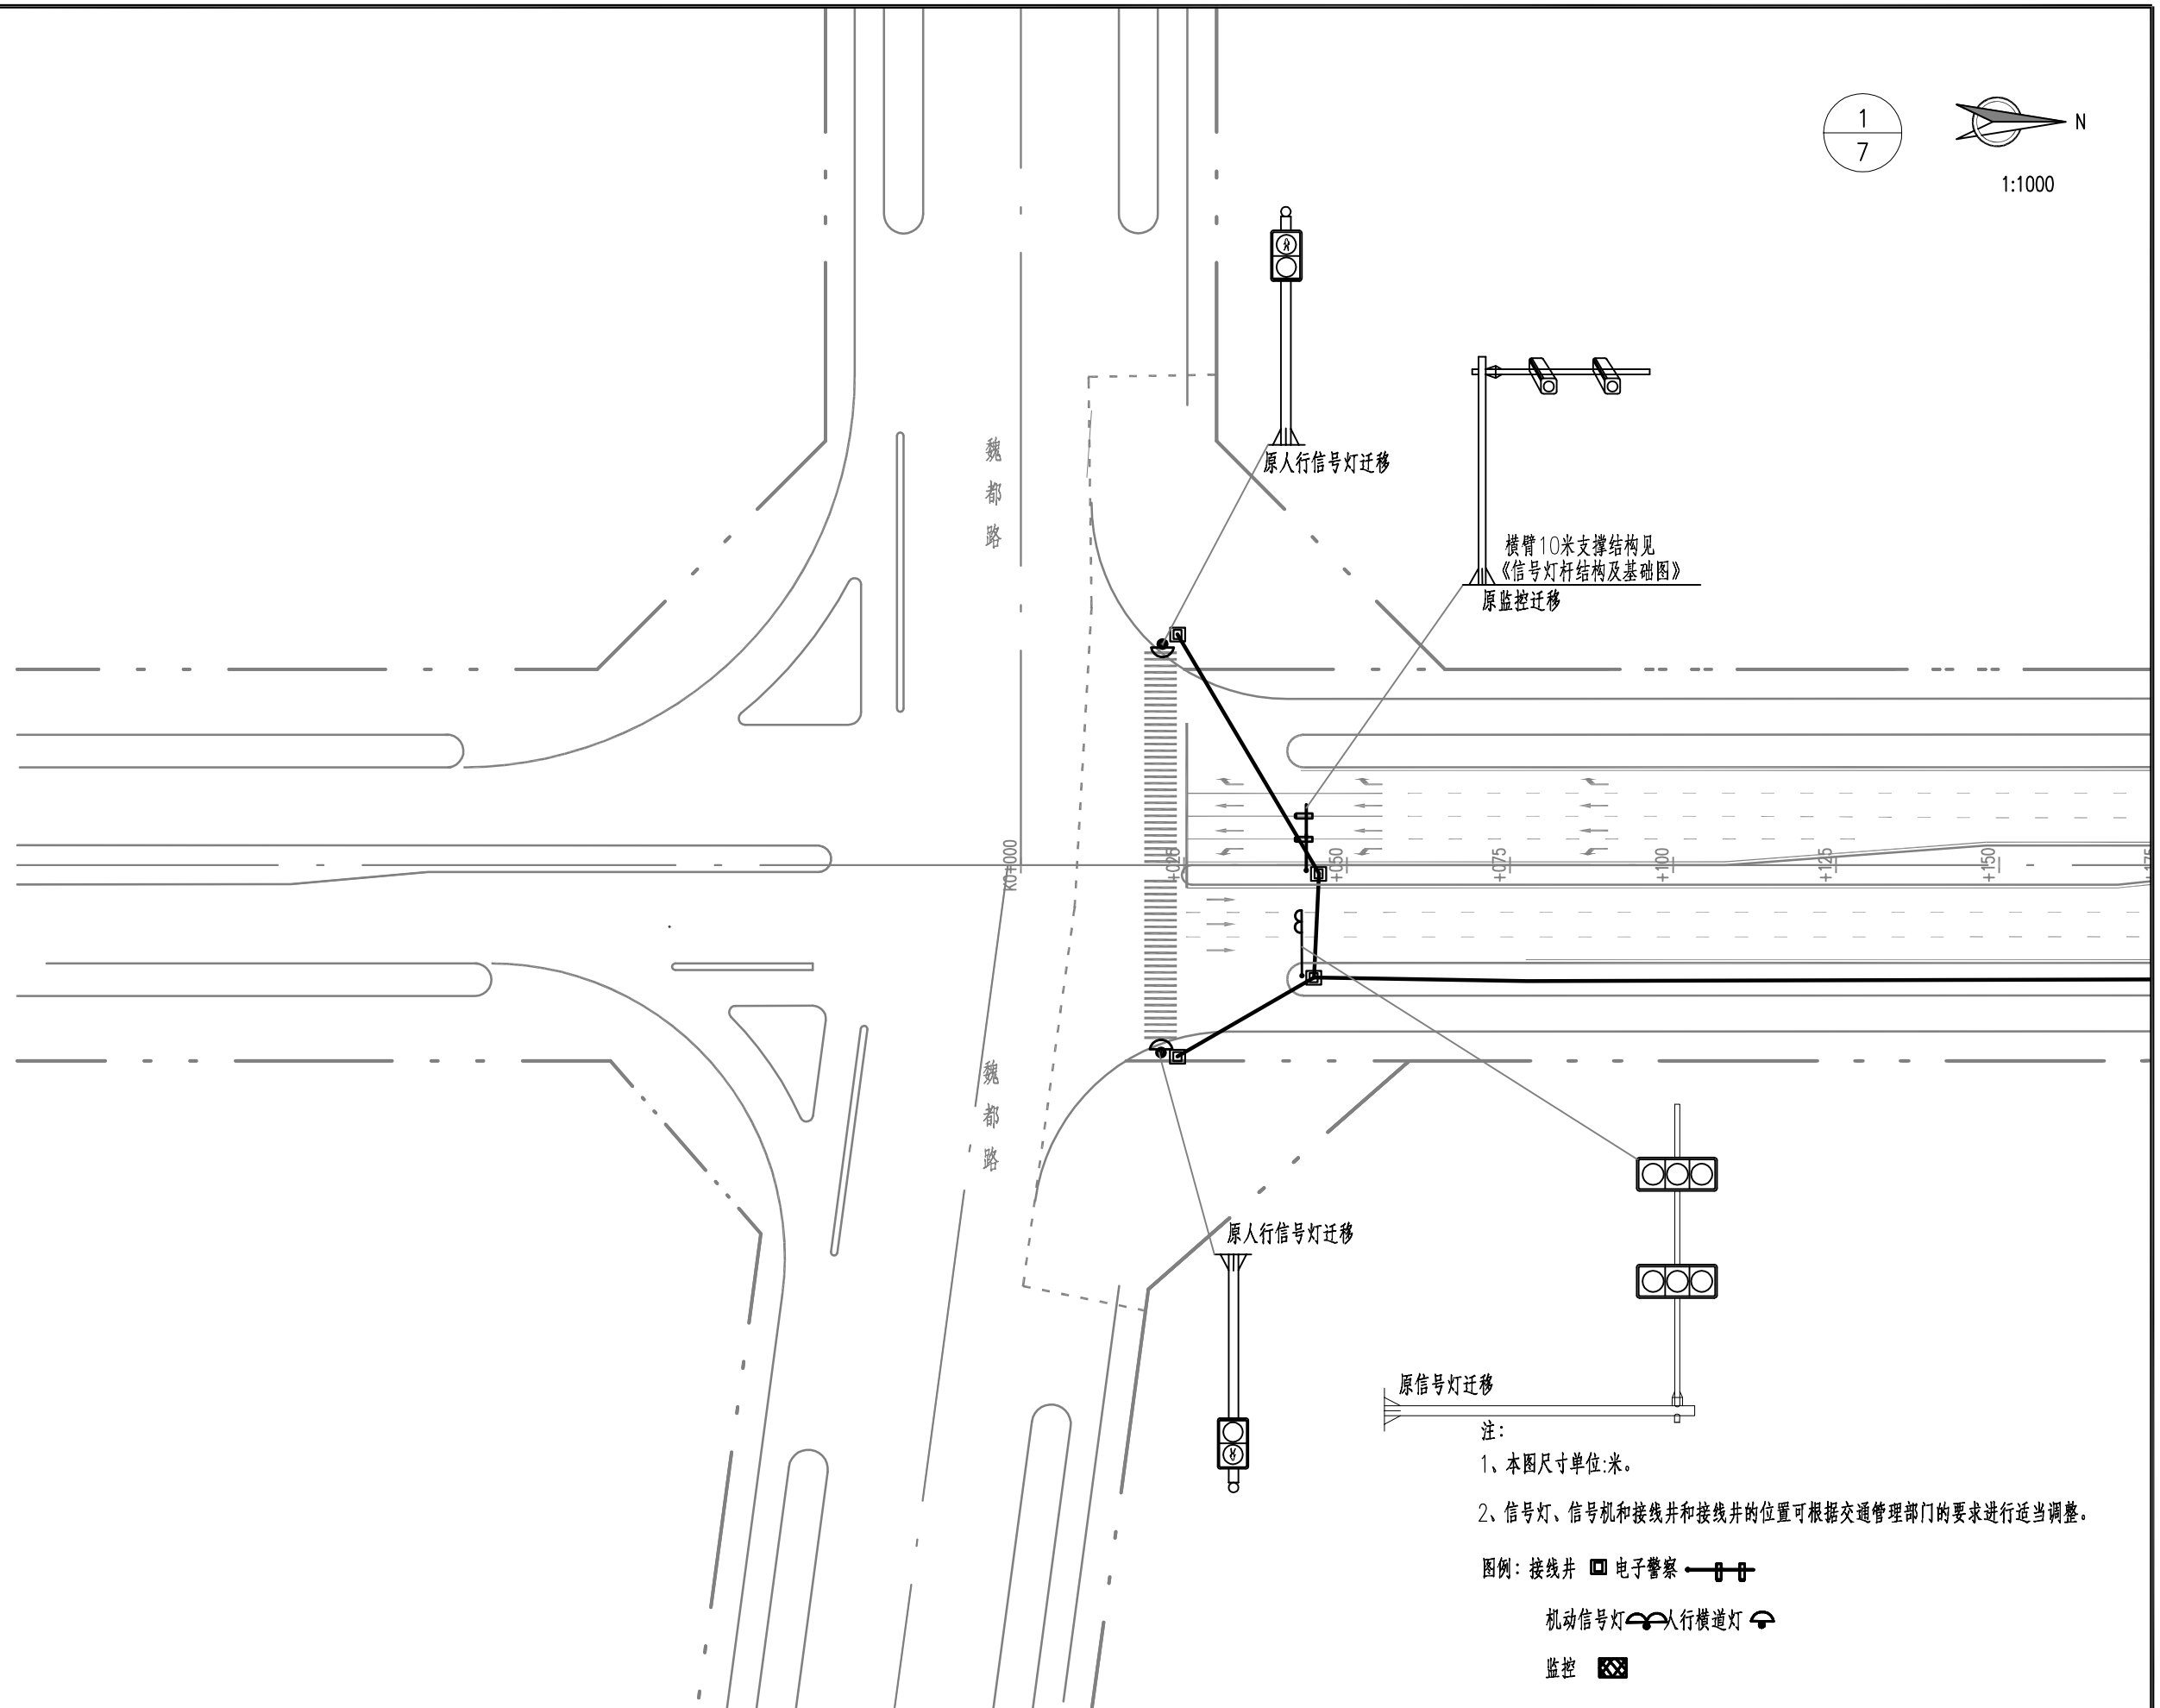 1
7
N
1:1000
原人行信号灯迁移
横臂10米支撑结构见
《信号灯杆结构及基础图》
原监控迁移
魏都路
K0+000
+025
+050
+075
+100
+125
+150
+175
魏都路
原人行信号灯迁移
原信号灯迁移
注:
1、本图尺寸单位:米。
2、信号灯、信号机和接线井和接线井的位置可根据交通管理部门的要求进行适当调整。
图例: 接线井 电子警察
机动信号灯 人行横道灯
监控